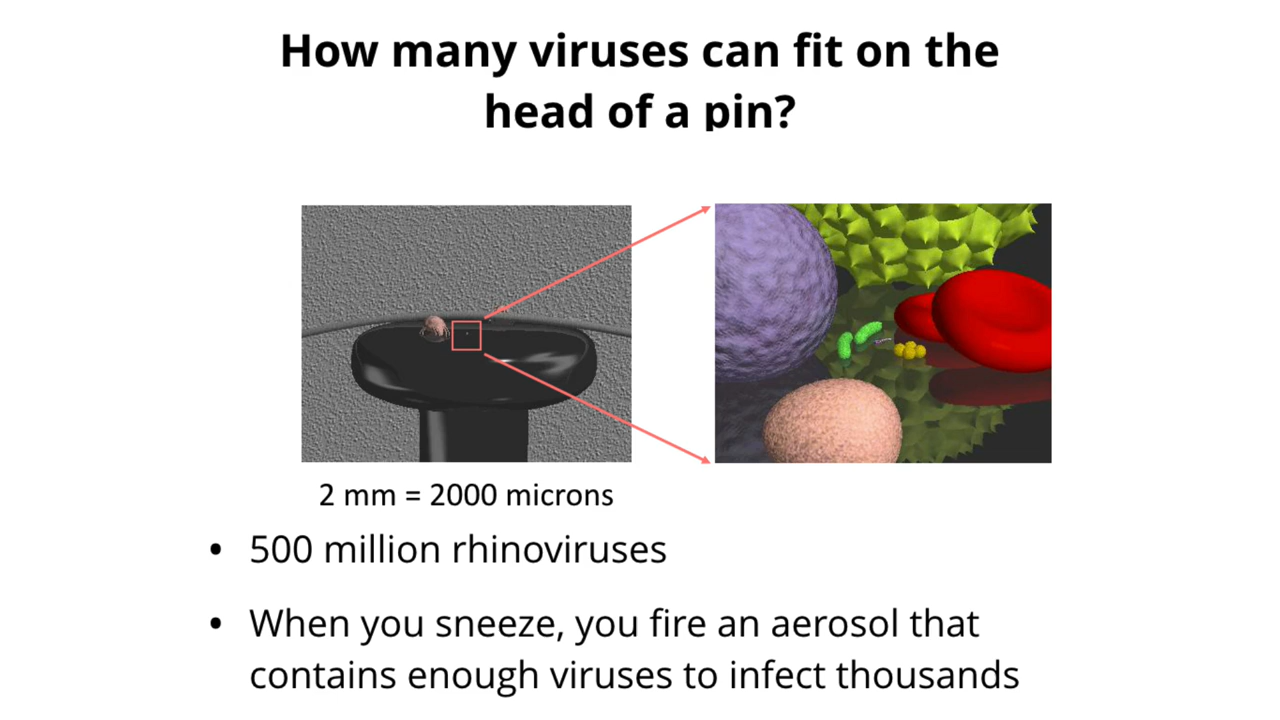 How many viruses can fit on the
head of a pin?
2 mm = 2000 microns
• 500 million rhinoviruses
• When you sneeze, you fire an aerosol that
contains enough viruses to infect thousands